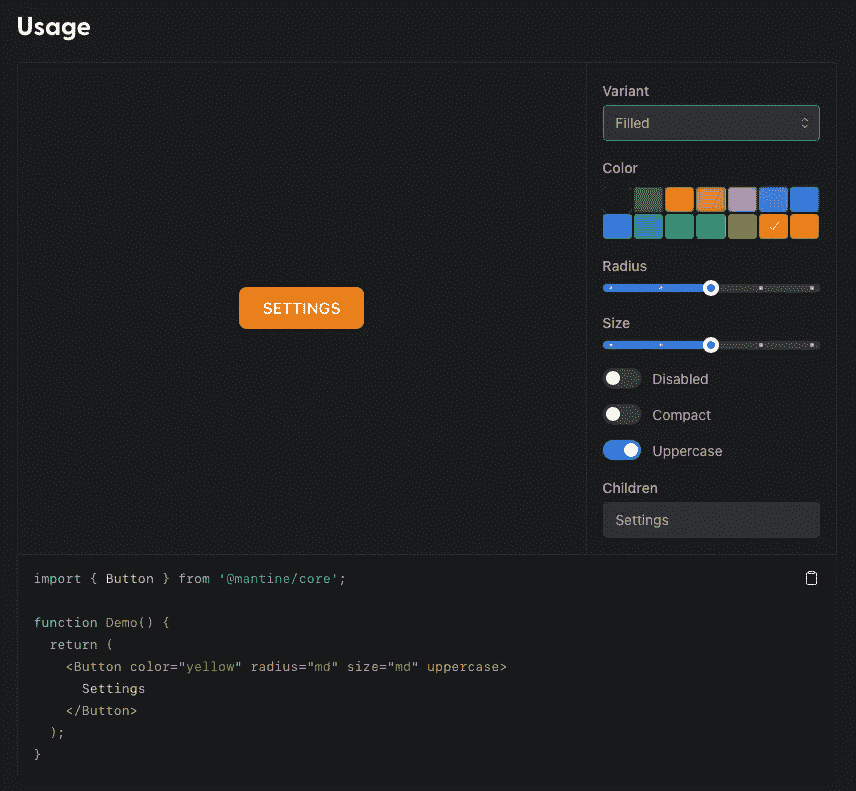 Usage
Variant
Filled
Color
Radius
SETTINGS
Size
Disabled
Compact
Uppercase
Children
Settings
import { Button } from '@mantine/core';
function Demo() {
  return (
    <Button color="yellow" radius="md" size="md" uppercase>
      Settings
    </Button>
  );
}